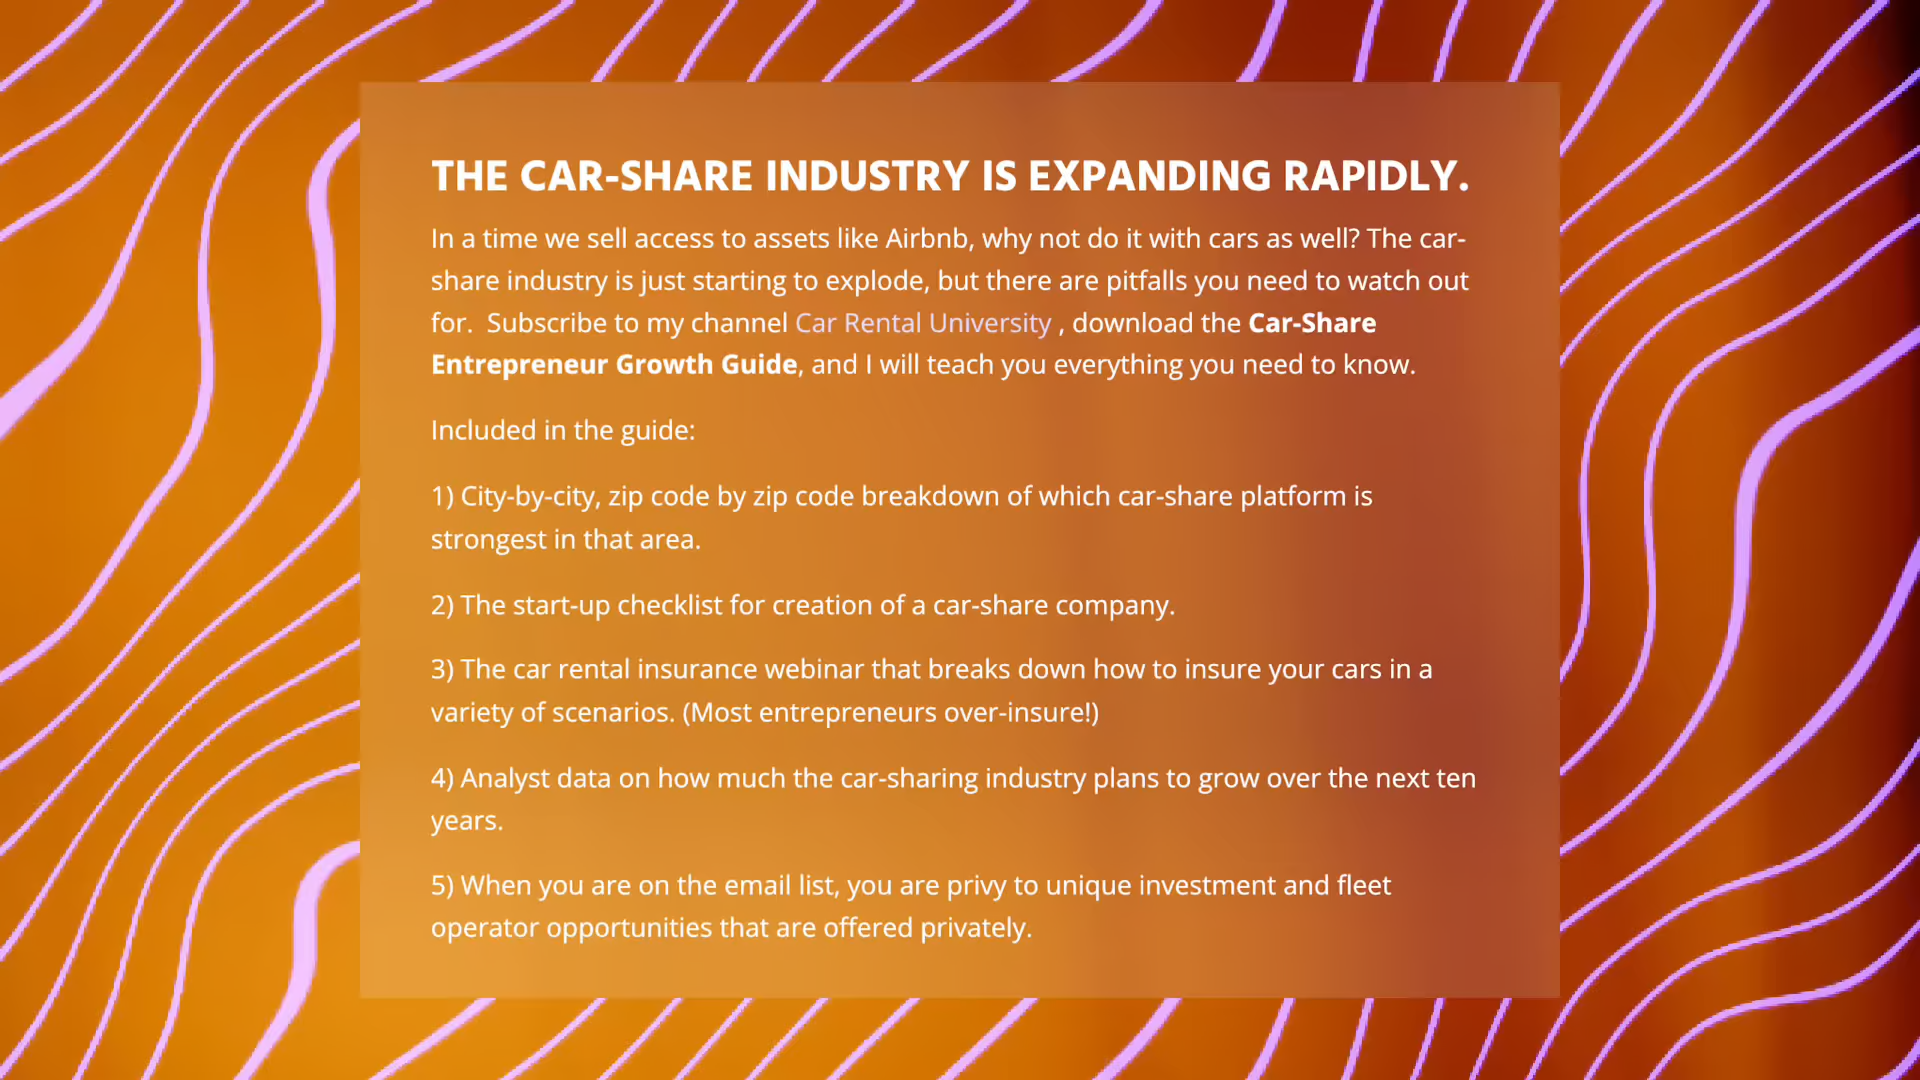 THE CAR-SHARE INDUSTRY IS EXPANDING RAPIDLY.
In a time we sell access to assets like Airbnb, why not do it with cars as well? The car-
share industry is just starting to explode, but there are pitfalls you need to watch out
for.  Subscribe to my channel Car Rental University , download the Car-Share
Entrepreneur Growth Guide, and I will teach you everything you need to know.
Included in the guide:
1) City-by-city, zip code by zip code breakdown of which car-share platform is
strongest in that area.
2) The start-up checklist for creation of a car-share company.
3) The car rental insurance webinar that breaks down how to insure your cars in a
variety of scenarios. (Most entrepreneurs over-insure!)
4) Analyst data on how much the car-sharing industry plans to grow over the next ten
years.
5) When you are on the email list, you are privy to unique investment and fleet
operator opportunities that are offered privately.